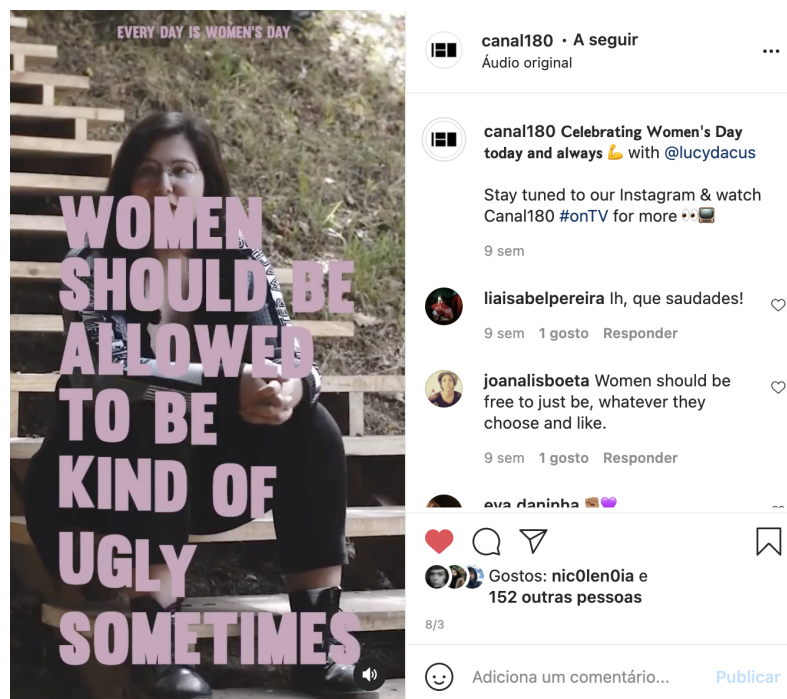 EVERY DAY IS WOMEN'S DAY
WOMEN
SHOULD BE
ALLOWED
TO BE
KIND OF
UGLY
SOMETIMES
canal180 • A seguir
Áudio original
canal180 Celebrating Women's Day
today and always 💪 with @lucydacus
Stay tuned to our Instagram & watch
Canal180 #onTV for more 👀📺
9 sem
liaisabelpereira Ih, que saudades!
9 sem 1 gosto Responder
joanalisboeta Women should be
free to just be, whatever they
choose and like.
9 sem 1 gosto Responder
eva.daninha ✊🏾💜
Gostos: nic0len0ia e
152 outras pessoas
8/3
Adiciona um comentário... Publicar